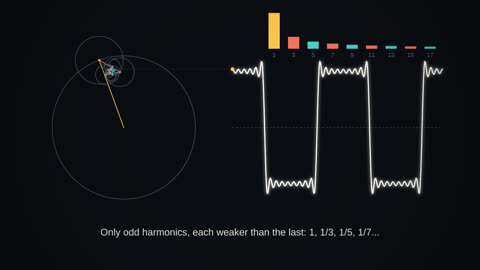 1 3 5 7 9 11 13 15 17
Only odd harmonics, each weaker than the last: 1, 1/3, 1/5, 1/7...